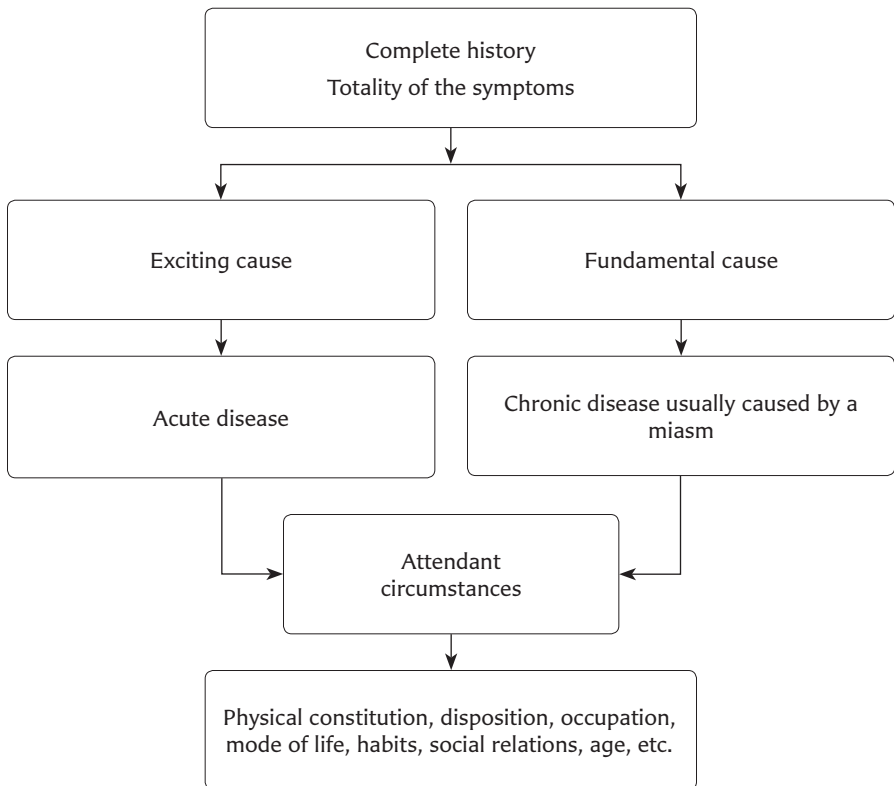 Complete history
Totality of the symptoms
Exciting cause
Fundamental cause
Acute disease
Chronic disease usually caused by a
miasm
Attendant
circumstances
Physical constitution, disposition, occupation,
mode of life, habits, social relations, age, etc.